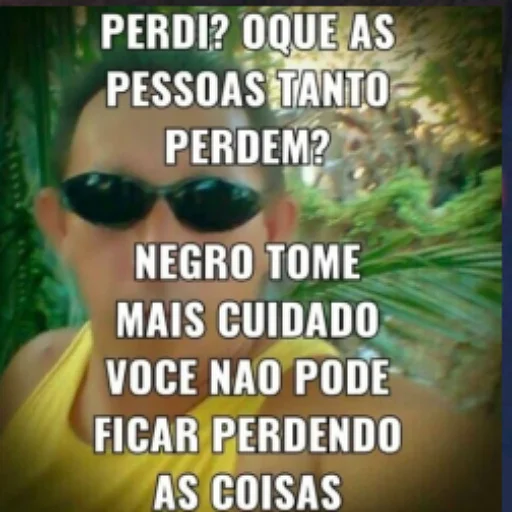 PERDI? OQUE AS
PESSOAS TANTO
PERDEM?
NEGRO TOME
MAIS CUIDADO
VOCE NAO PODE
FICAR PERDENDO
AS COISAS